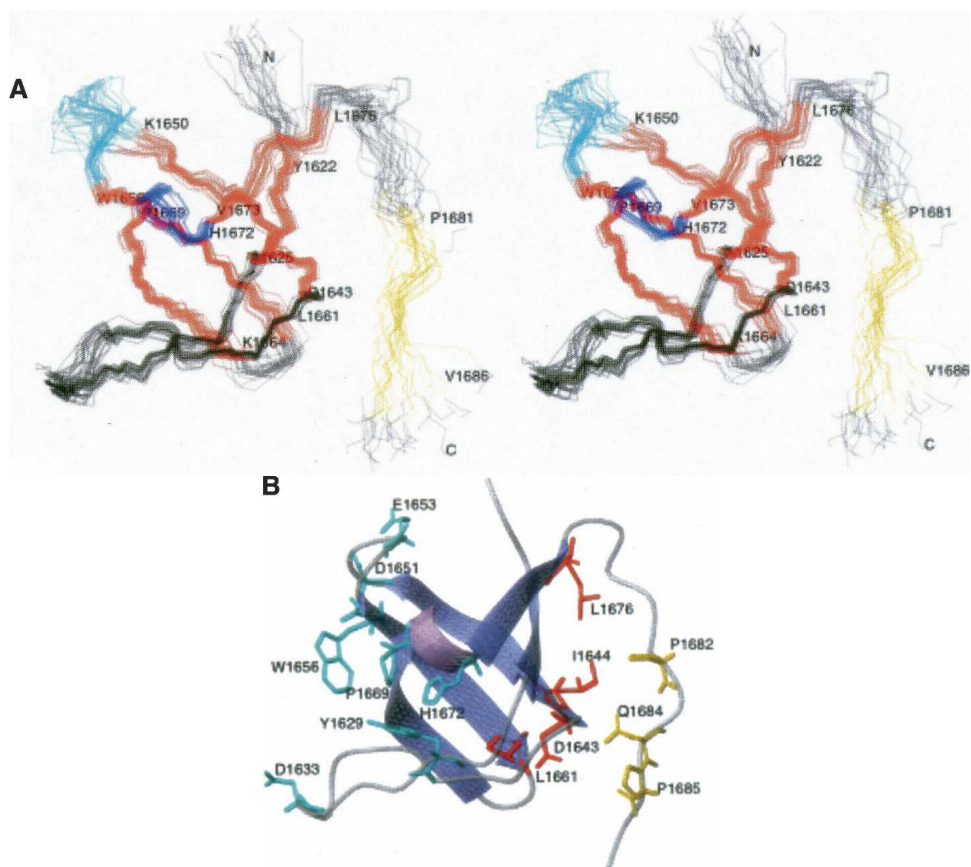 A
N
L1676
K1650
Y1622
V1673
H1672
P1681
D1643
L1661
V1686
C
N
L1676
K1650
Y1622
V1673
H1672
P1681
D1643
L1661
V1686
C
B
E1653
D1651
L1676
W1656
I1644
P1682
P1669
H1672
Q1684
Y1629
D1643
D1633
L1661
P1685